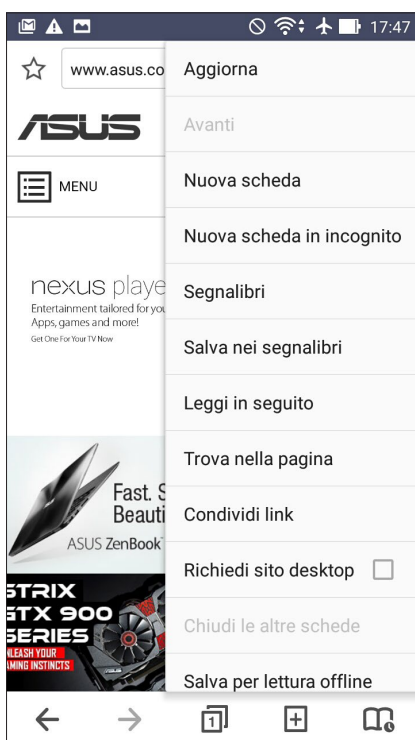 17:47
www.asus.co
ASUS
MENU
nexus playe
Entertainment tailored for you
Apps, games and more!
Get One For Your TV Now
Fast. S
Beauti
ASUS ZenBook
STRIX
GTX 900
SERIES
UNLEASH YOUR
GAMING INSTINCTS
Aggiorna
Avanti
Nuova scheda
Nuova scheda in incognito
Segnalibri
Salva nei segnalibri
Leggi in seguito
Trova nella pagina
Condividi link
Richiedi sito desktop
Chiudi le altre schede
Salva per lettura offline
1